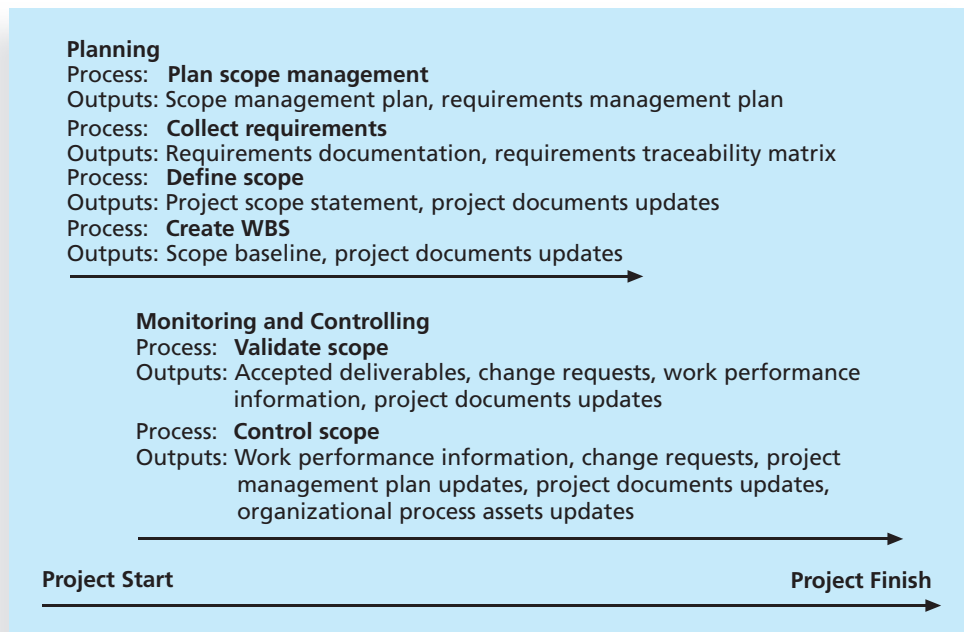 Planning
Process: Plan scope management
Outputs: Scope management plan, requirements management plan
Process: Collect requirements
Outputs: Requirements documentation, requirements traceability matrix
Process: Define scope
Outputs: Project scope statement, project documents updates
Process: Create WBS
Outputs: Scope baseline, project documents updates
Monitoring and Controlling
Process: Validate scope
Outputs: Accepted deliverables, change requests, work performance
information, project documents updates
Process: Control scope
Outputs: Work performance information, change requests, project
management plan updates, project documents updates,
organizational process assets updates
Project Start Project Finish